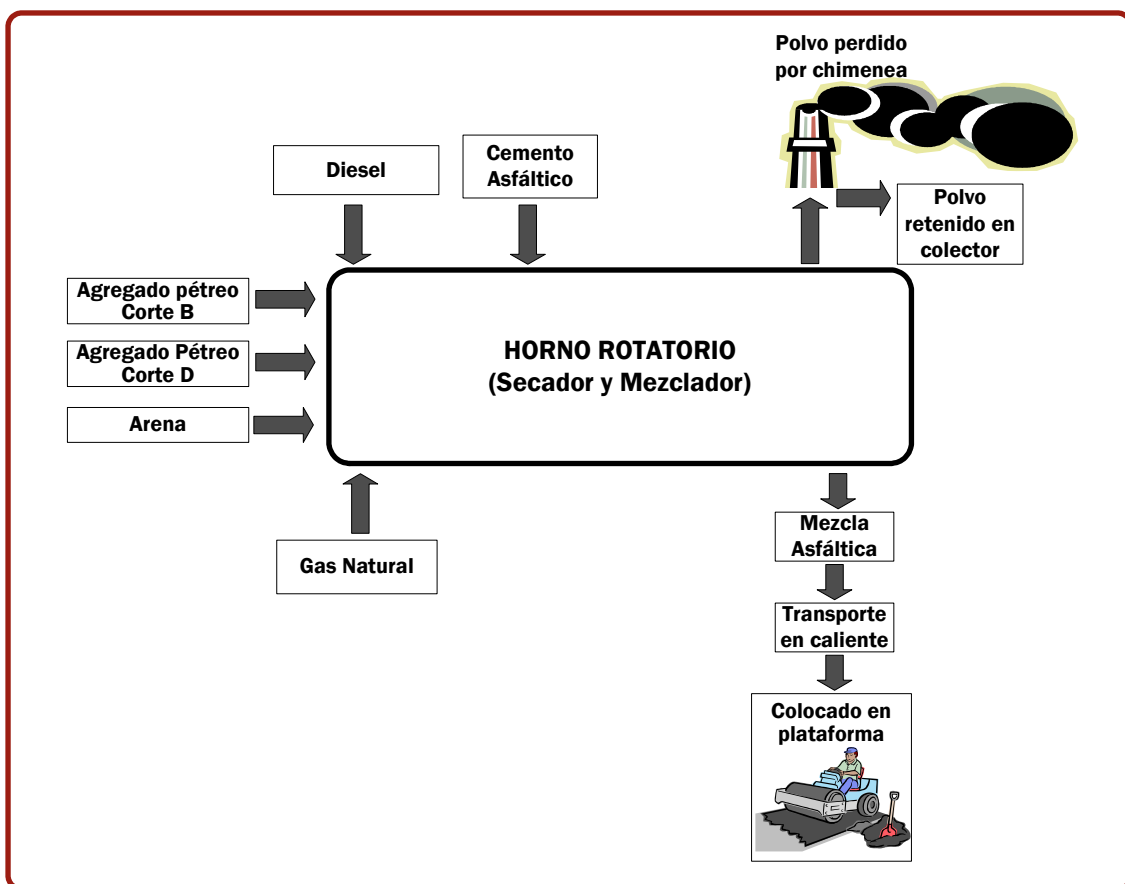 Polvo perdido
por chimenea
Diesel
Cemento
Asfáltico
Polvo
retenido en
colector
Agregado pétreo
Corte B
Agregado Pétreo
Corte D
Arena
HORNO ROTATORIO
(Secador y Mezclador)
Gas Natural
Mezcla
Asfáltica
Transporte
en caliente
Colocado en
plataforma